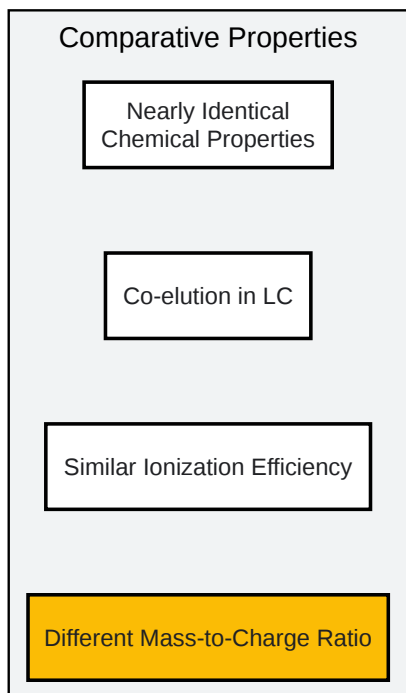 Comparative Properties
Nearly Identical
Chemical Properties
Co-elution in LC
Similar Ionization Efficiency
Different Mass-to-Charge Ratio